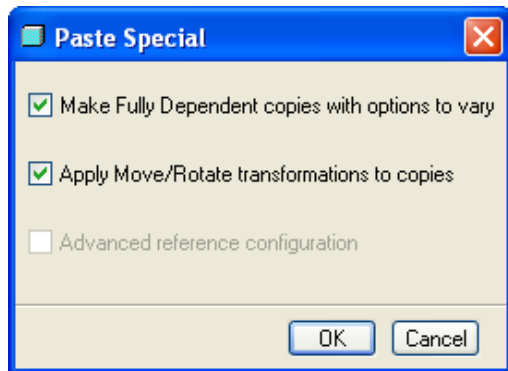 Paste Special
Make Fully Dependent copies with options to vary
Apply Move/Rotate transformations to copies
Advanced reference configuration
OK Cancel